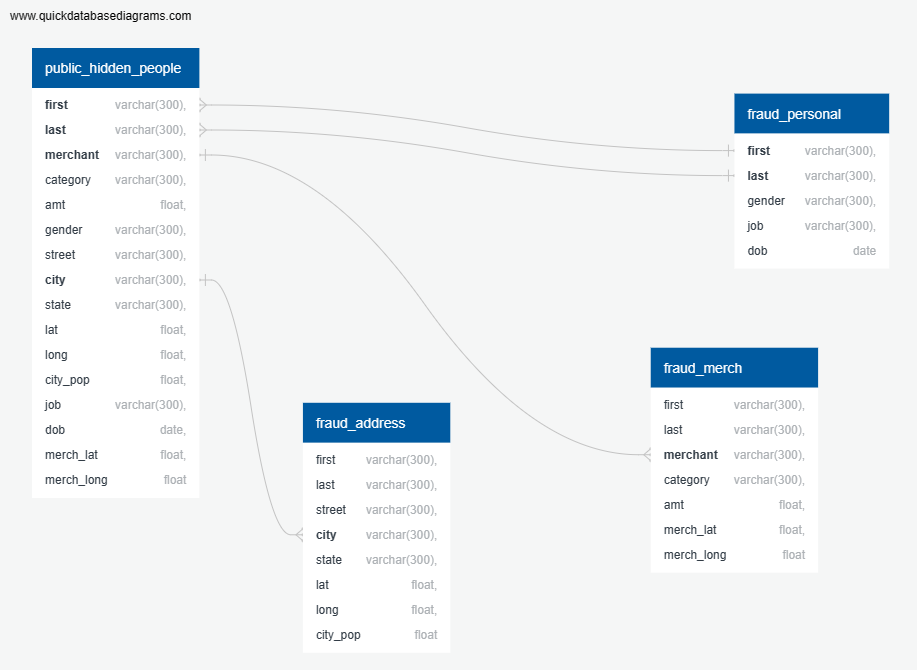 www.quickdatabasediagrams.com
public_hidden_people
first varchar(300),
last varchar(300),
merchant varchar(300),
category varchar(300),
amt float,
gender varchar(300),
street varchar(300),
city varchar(300),
state varchar(300),
lat float,
long float,
city_pop float,
job varchar(300),
dob date,
merch_lat float,
merch_long float
fraud_personal
first varchar(300),
last varchar(300),
gender varchar(300),
job varchar(300),
dob date
fraud_merch
first varchar(300),
last varchar(300),
merchant varchar(300),
category varchar(300),
amt float,
merch_lat float,
merch_long float
fraud_address
first varchar(300),
last varchar(300),
street varchar(300),
city varchar(300),
state varchar(300),
lat float,
long float,
city_pop float